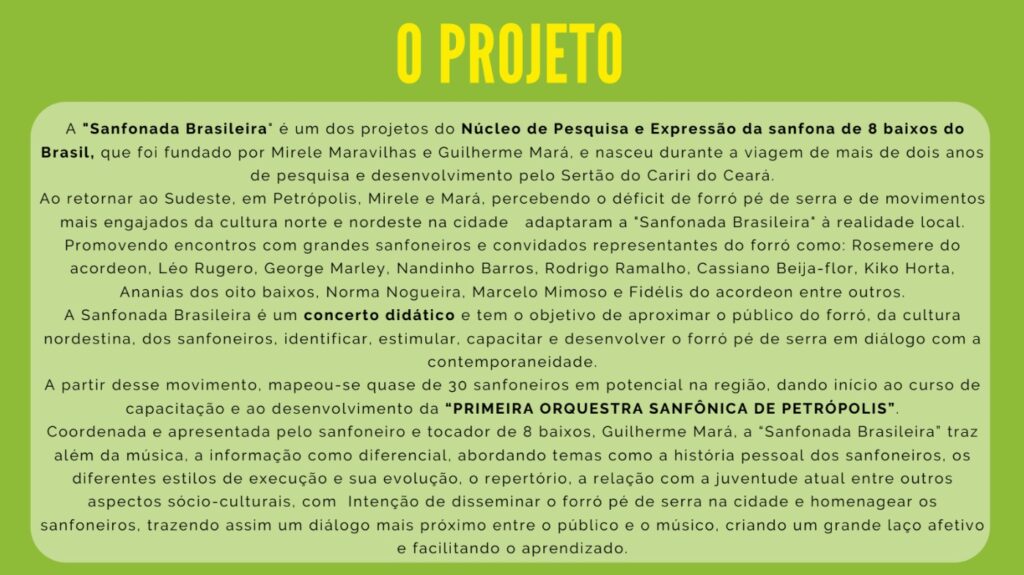 O PROJETO
A "Sanfonada Brasileira" é um dos projetos do Núcleo de Pesquisa e Expressão da sanfona de 8 baixos do
Brasil, que foi fundado por Mirele Maravilhas e Guilherme Mará, e nasceu durante a viagem de mais de dois anos
de pesquisa e desenvolvimento pelo Sertão do Cariri do Ceará.
Ao retornar ao Sudeste, em Petrópolis, Mirele e Mará, percebendo o déficit de forró pé de serra e de movimentos
mais engajados da cultura norte e nordeste na cidade adaptaram a "Sanfonada Brasileira" à realidade local.
Promovendo encontros com grandes sanfoneiros e convidados representantes do forró como: Rosemere do
acordeon, Léo Rugero, George Marley, Nandinho Barros, Rodrigo Ramalho, Cassiano Beija-flor, Kiko Horta,
Ananias dos oito baixos, Norma Nogueira, Marcelo Mimoso e Fidélis do acordeon entre outros.
A Sanfonada Brasileira é um concerto didático e tem o objetivo de aproximar o público do forró, da cultura
nordestina, dos sanfoneiros, identificar, estimular, capacitar e desenvolver o forró pé de serra em diálogo com a
contemporaneidade.
A partir desse movimento, mapeou-se quase de 30 sanfoneiros em potencial na região, dando início ao curso de
capacitação e ao desenvolvimento da “PRIMEIRA ORQUESTRA SANFÔNICA DE PETRÓPOLIS”.
Coordenada e apresentada pelo sanfoneiro e tocador de 8 baixos, Guilherme Mará, a “Sanfonada Brasileira” traz
além da música, a informação como diferencial, abordando temas como a história pessoal dos sanfoneiros, os
diferentes estilos de execução e sua evolução, o repertório, a relação com a juventude atual entre outros
aspectos sócio-culturais, com Intenção de disseminar o forró pé de serra na cidade e homenagear os
sanfoneiros, trazendo assim um diálogo mais próximo entre o público e o músico, criando um grande laço afetivo
e facilitando o aprendizado.